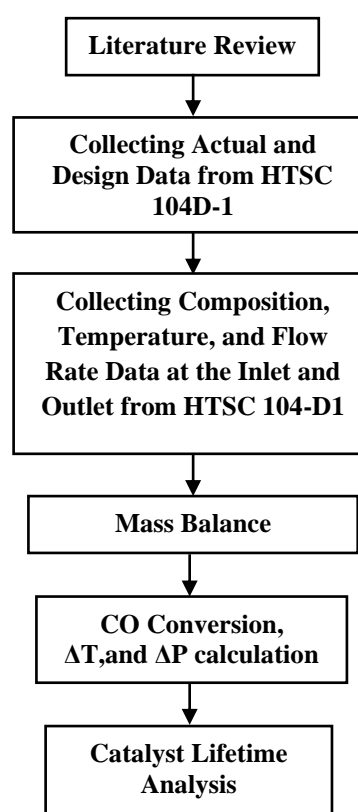 Literature Review
Collecting Actual and
Design Data from HTSC
104D-1
Collecting Composition,
Temperature, and Flow
Rate Data at the Inlet and
Outlet from HTSC 104-D1
Mass Balance
CO Conversion,
ΔT,and ΔP calculation
Catalyst Lifetime
Analysis